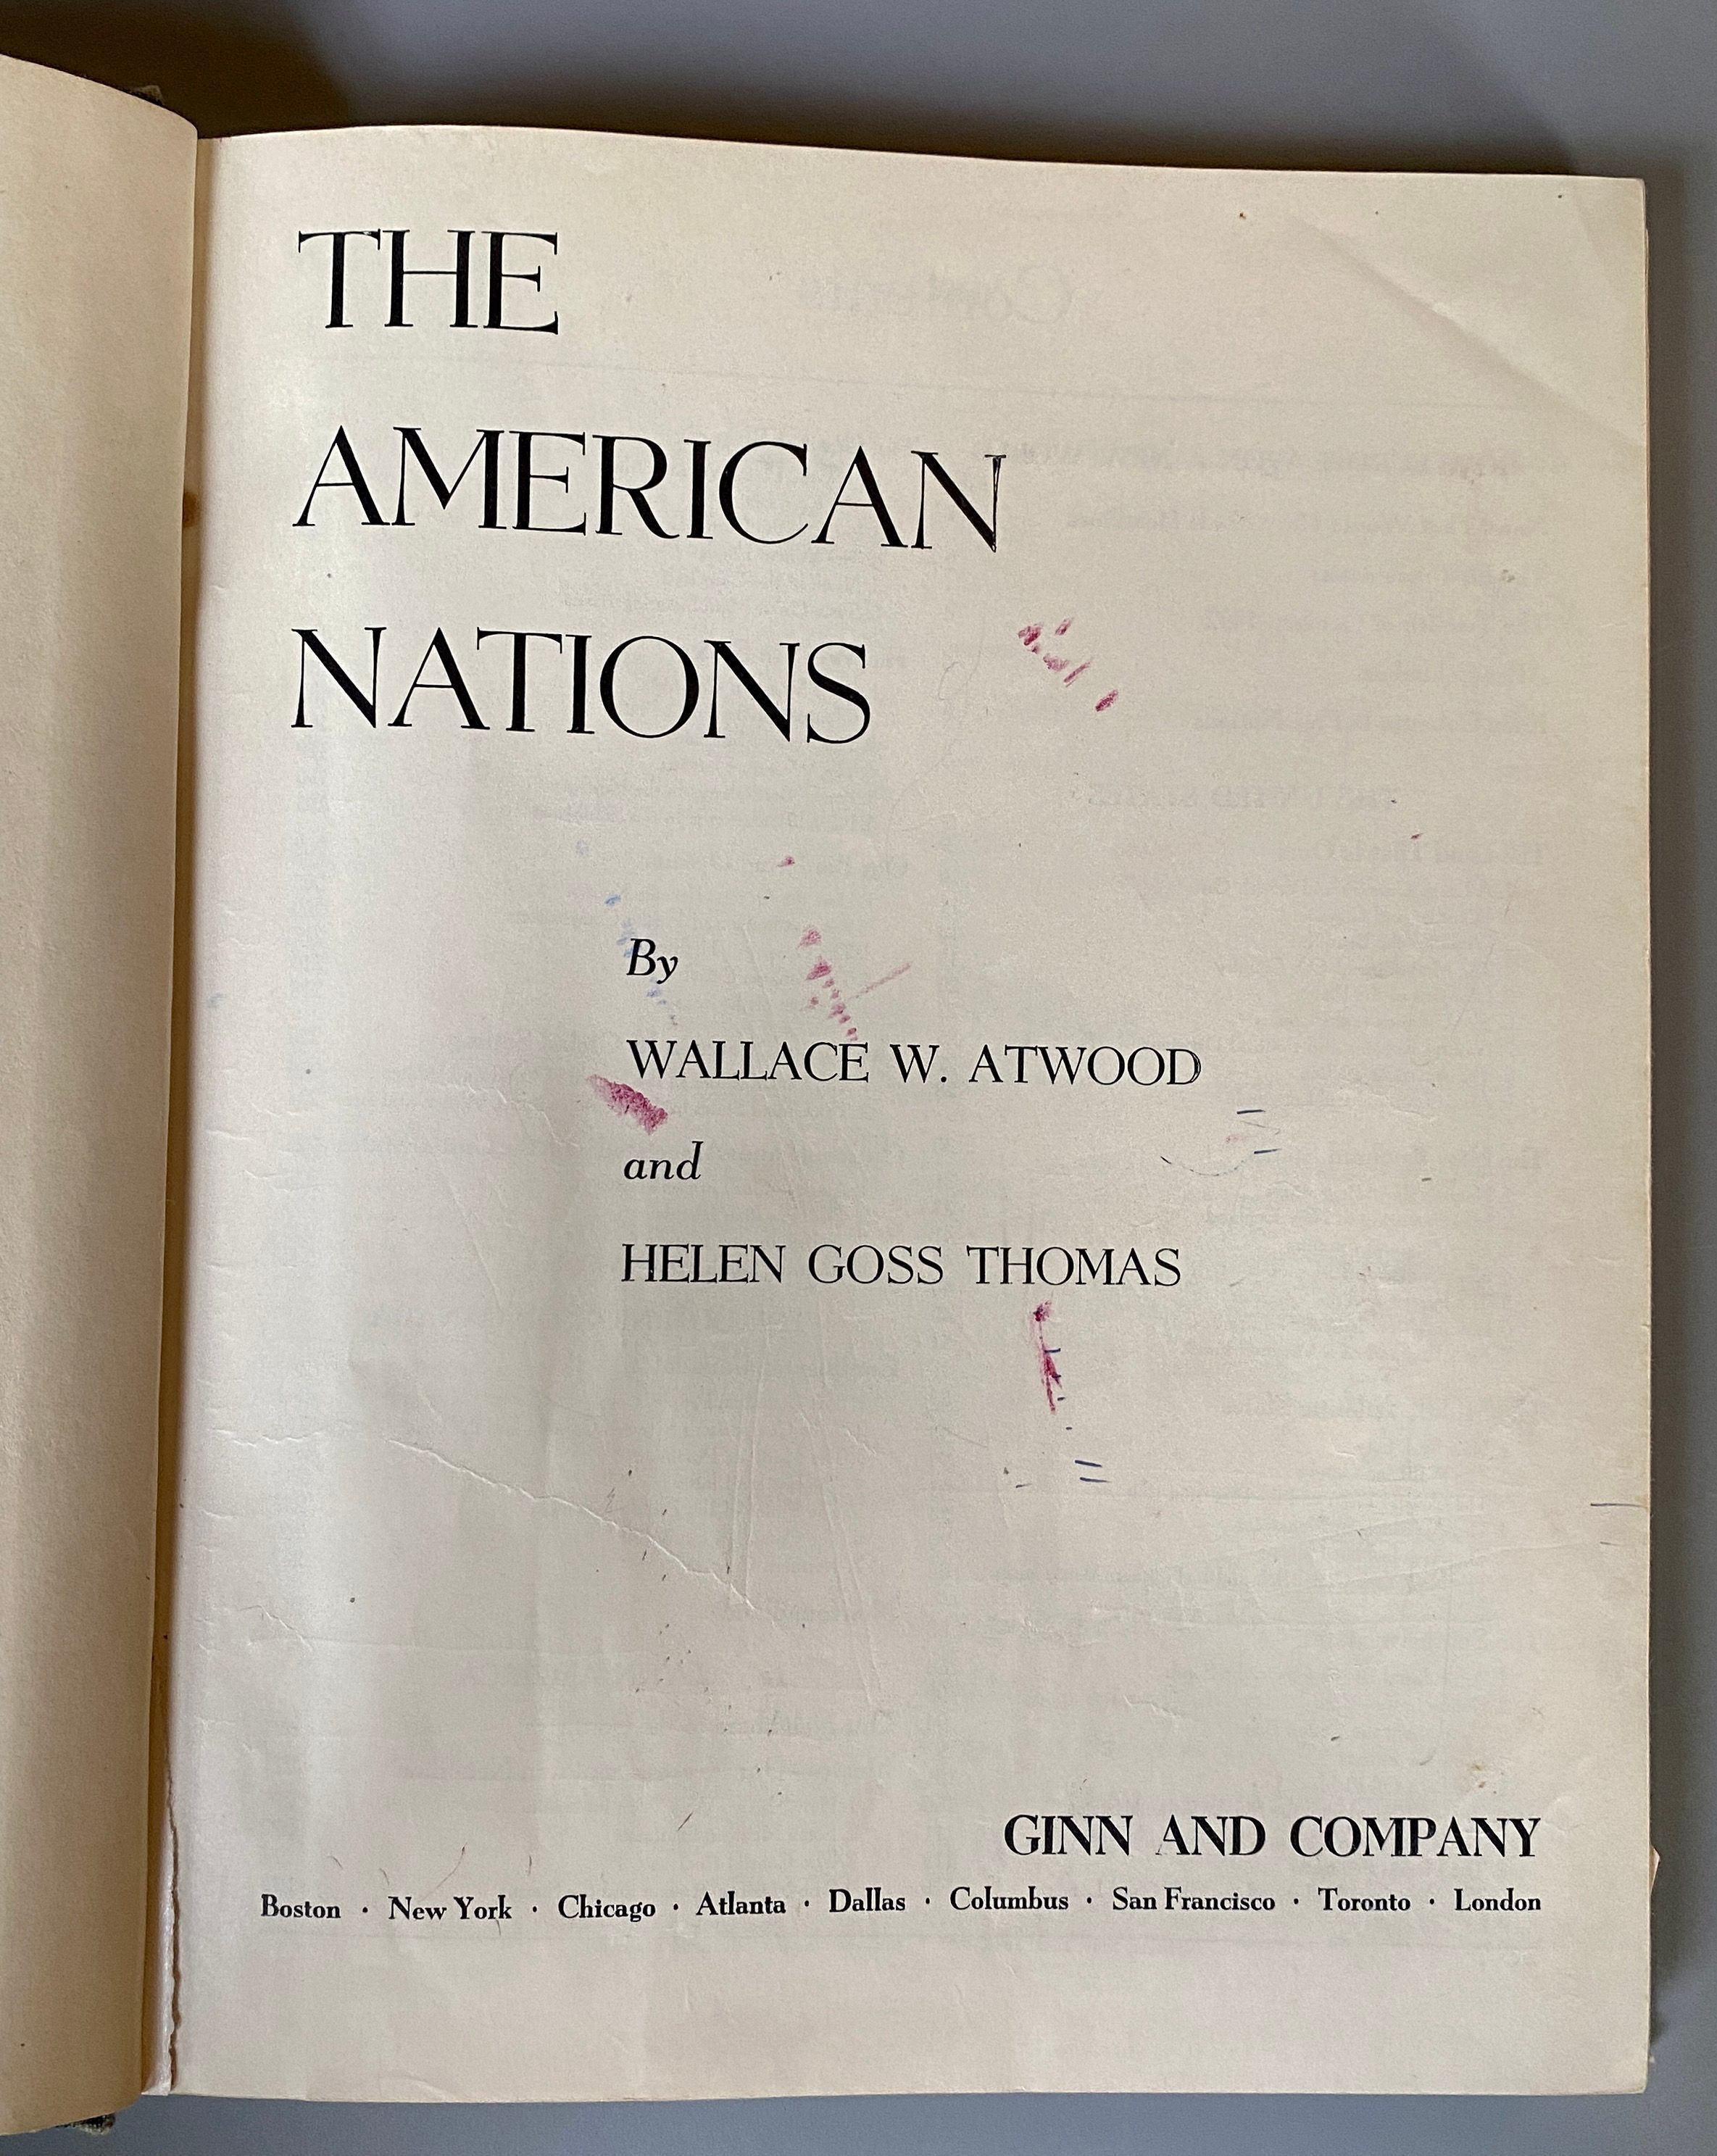 THE
AMERICAN
NATIONS
By
WALLACE W. ATWOOD
and
HELEN GOSS THOMAS
GINN AND COMPANY
Boston · New York · Chicago · Atlanta · Dallas · Columbus · San Francisco · Toronto · London